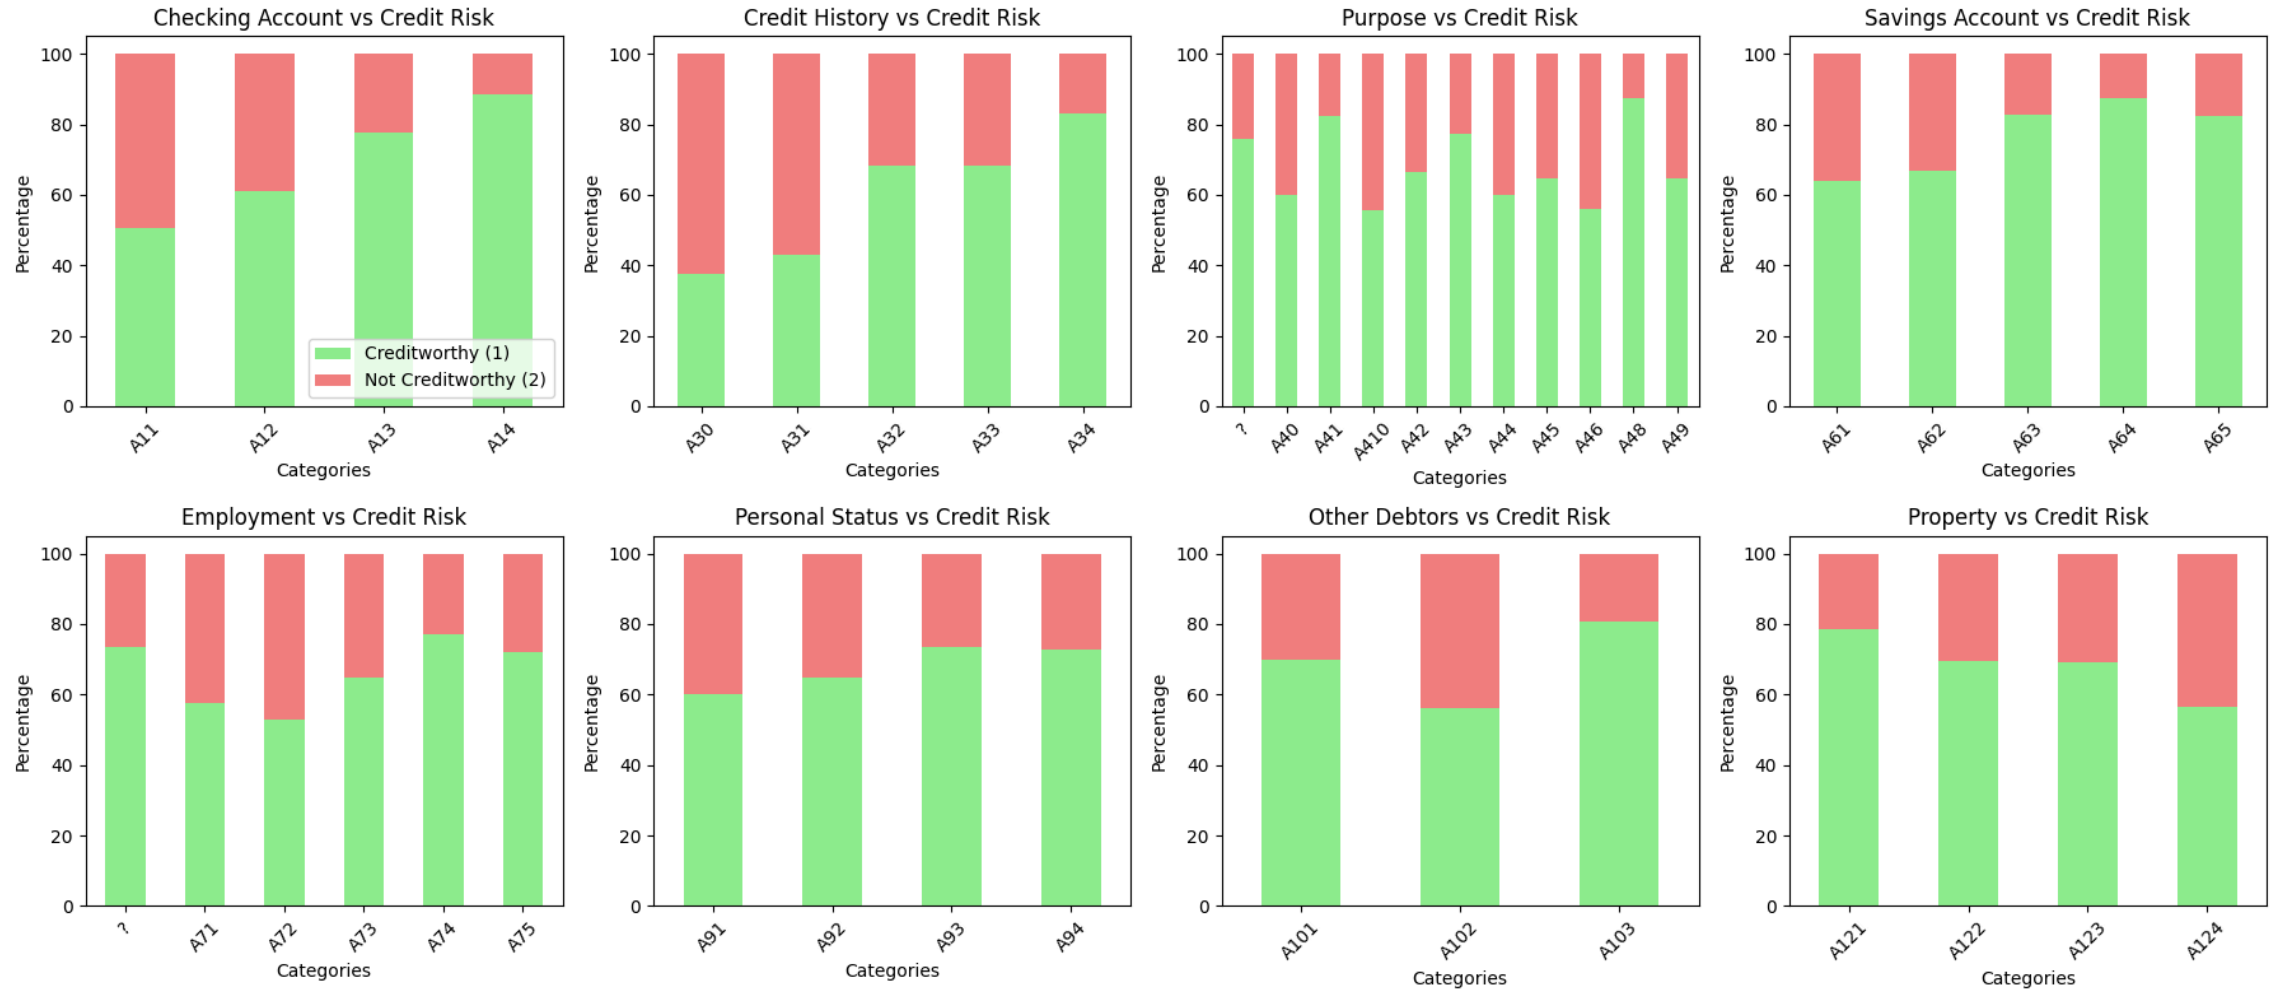 Checking Account vs Credit Risk
Percentage
100
80
60
40
20
0
Creditworthy (1)
Not Creditworthy (2)
A11 A12 A13 A14
Categories
Credit History vs Credit Risk
Percentage
100
80
60
40
20
0
A30 A31 A32 A33 A34
Categories
Purpose vs Credit Risk
Percentage
100
80
60
40
20
0
? A40 A41 A410 A42 A43 A44 A45 A46 A48 A49
Categories
Savings Account vs Credit Risk
Percentage
100
80
60
40
20
0
A61 A62 A63 A64 A65
Categories
Employment vs Credit Risk
Percentage
100
80
60
40
20
0
? A71 A72 A73 A74 A75
Categories
Personal Status vs Credit Risk
Percentage
100
80
60
40
20
0
A91 A92 A93 A94
Categories
Other Debtors vs Credit Risk
Percentage
100
80
60
40
20
0
A101 A102 A103
Categories
Property vs Credit Risk
Percentage
100
80
60
40
20
0
A121 A122 A123 A124
Categories